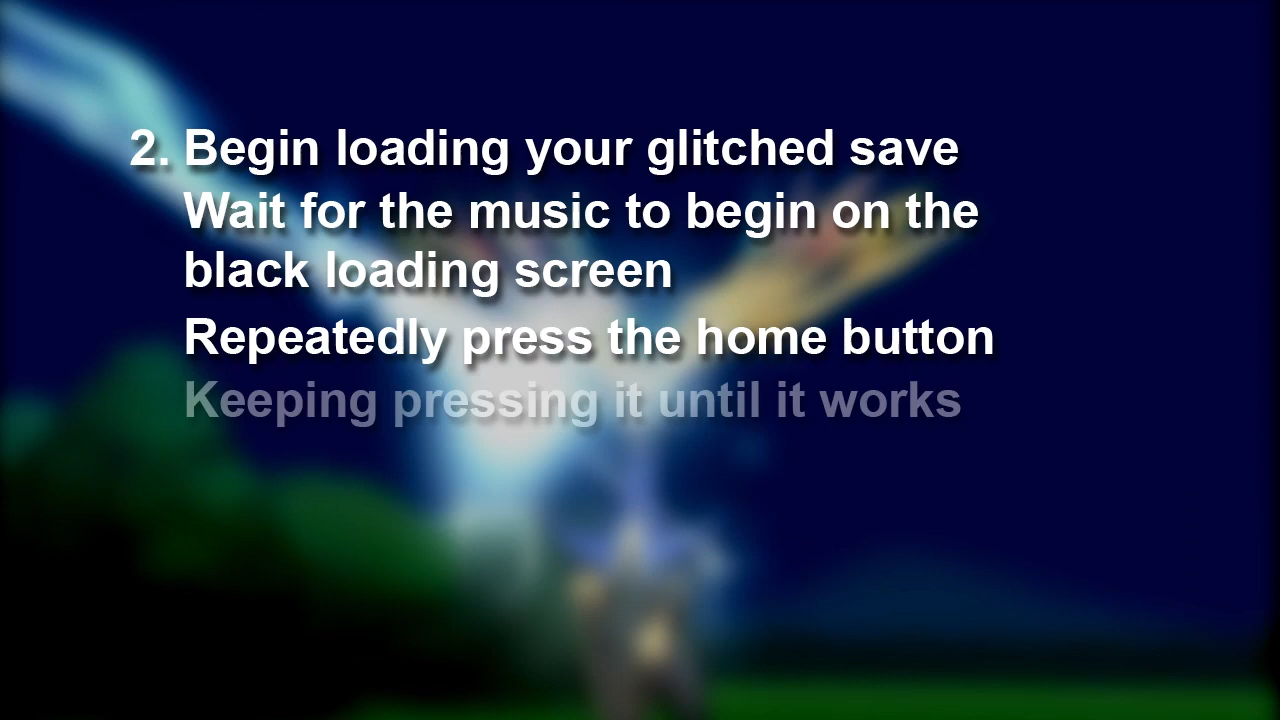 2. Begin loading your glitched save
Wait for the music to begin on the
black loading screen
Repeatedly press the home button
Keeping pressing it until it works